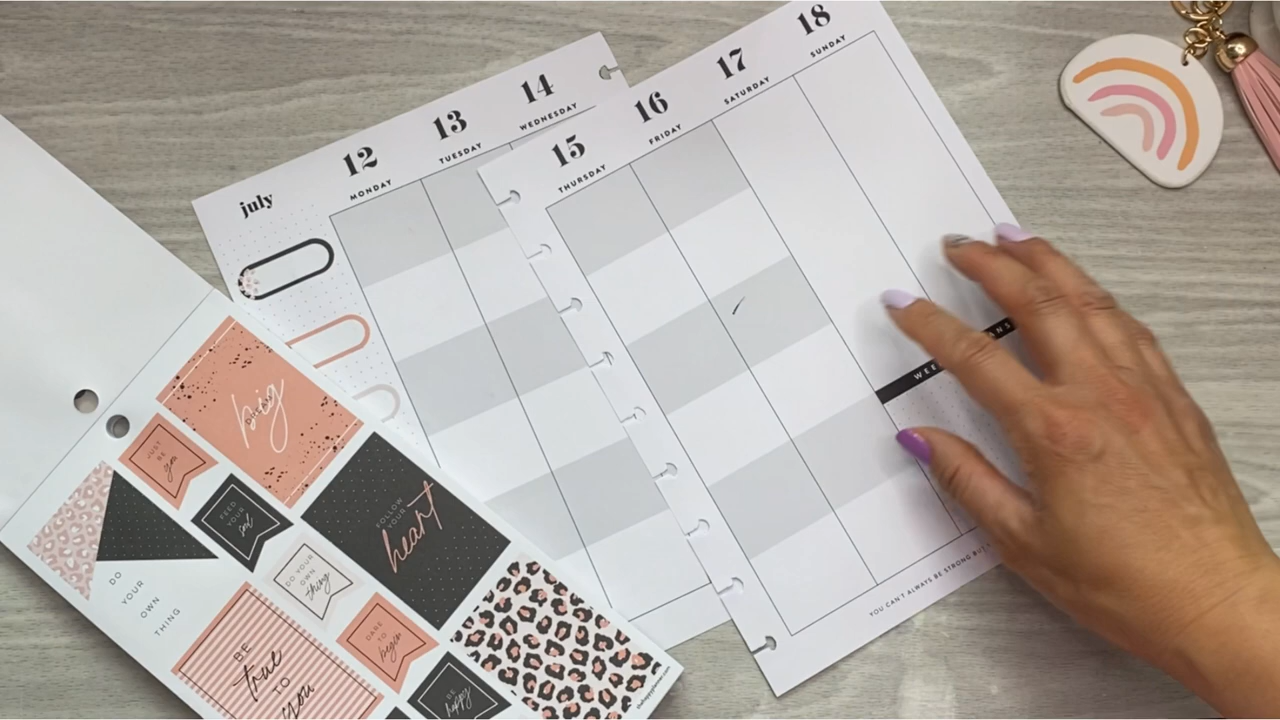 july
12
MONDAY
13
TUESDAY
14
WEDNESDAY
15
THURSDAY
16
FRIDAY
17
SATURDAY
18
SUNDAY
YOU CAN'T ALWAYS BE STRONG BUT
big
JUST
BE
you
FEED
YOUR
soul
FOLLOW
YOUR
heart
DO YOUR
OWN
thing
DO
YOUR
OWN
THING
DARE
TO
begin
BE
true
TO
you
BE
happy
thehappyplanner.com